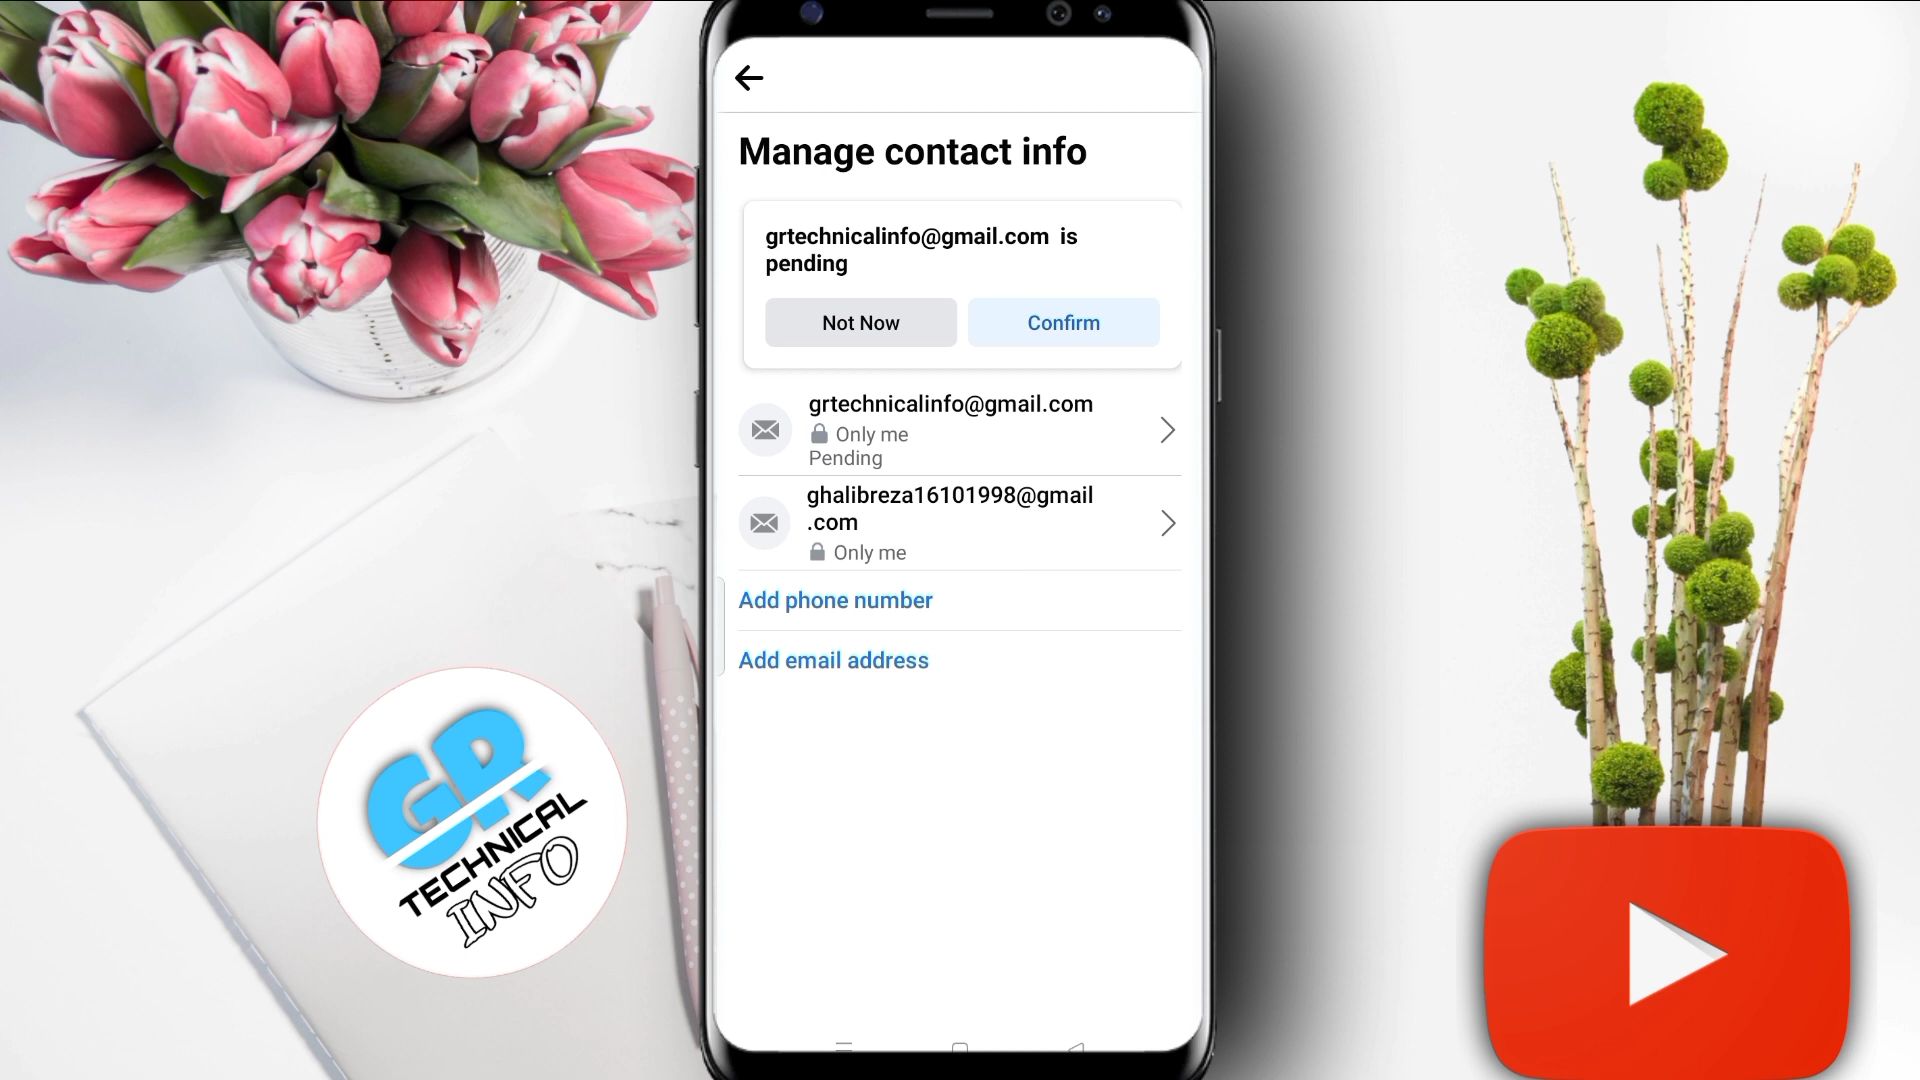 Manage contact info
grtechnicalinfo@gmail.com is
pending
Not Now
Confirm
grtechnicalinfo@gmail.com
Only me
Pending
ghalibreza16101998@gmail
.com
Only me
Add phone number
Add email address
GR
TECHNICAL
INFO